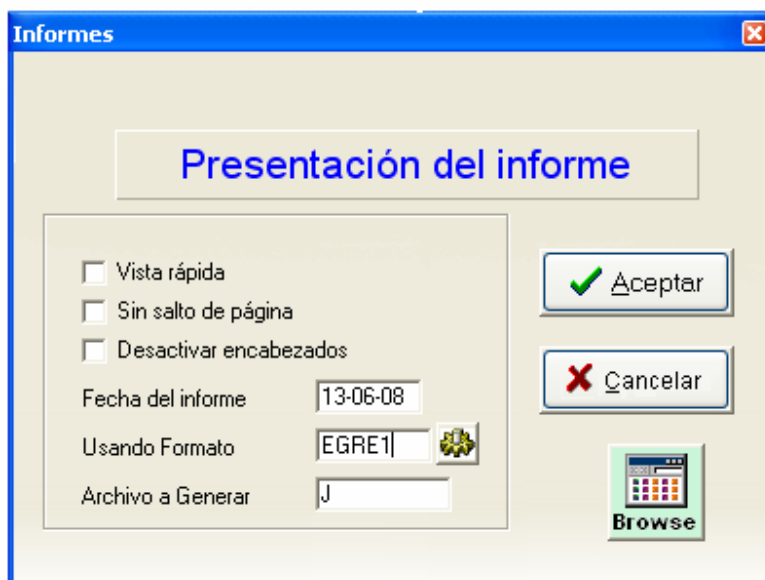 Informes
Presentación del informe
Vista rápida
Sin salto de página
Desactivar encabezados
Fecha del informe 13-06-08
Usando Formato EGRE1
Archivo a Generar J
Aceptar
Cancelar
Browse